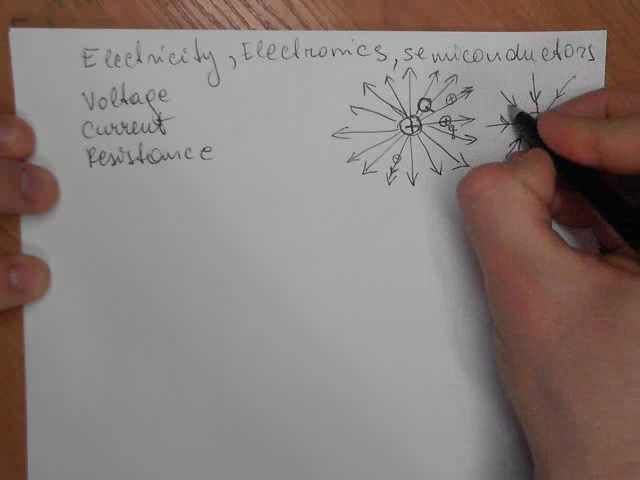 Electricity, Electronics, semiconductors
Voltage
Current
Resistance
Q
+
+
+
q